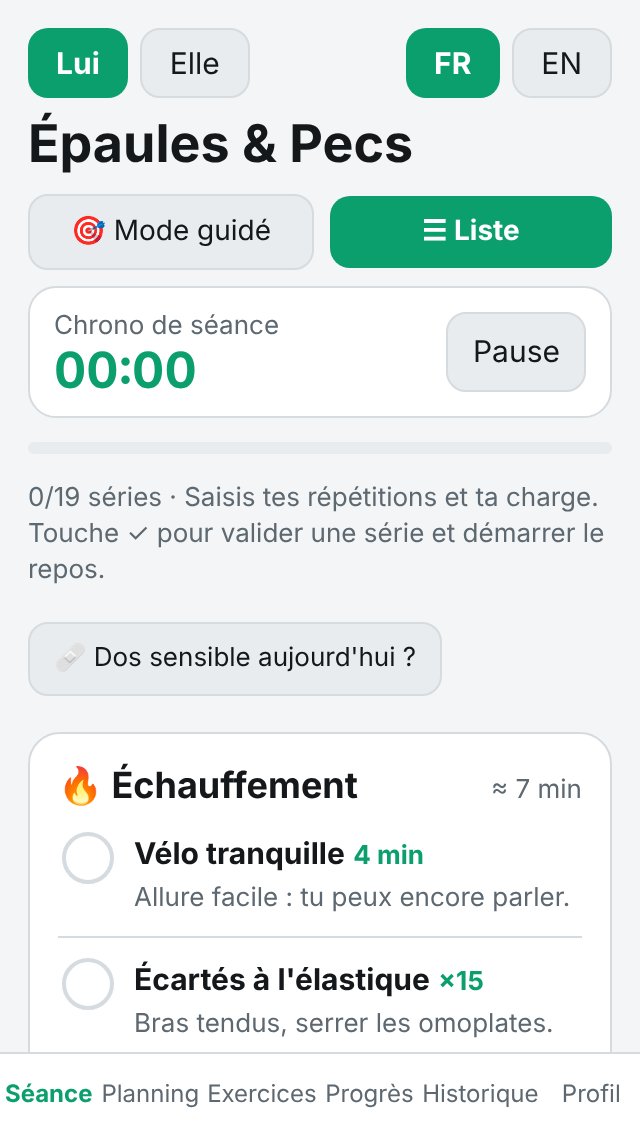 Lui Elle FR EN
Épaules & Pecs
🎯 Mode guidé ☰ Liste
Chrono de séance
00:00 Pause
0/19 séries · Saisis tes répétitions et ta charge.
Touche ✓ pour valider une série et démarrer le
repos.
🩹 Dos sensible aujourd'hui ?
🔥 Échauffement ≈ 7 min
Vélo tranquille 4 min
Allure facile : tu peux encore parler.
Écartés à l'élastique ×15
Bras tendus, serrer les omoplates.
Séance Planning Exercices Progrès Historique Profil